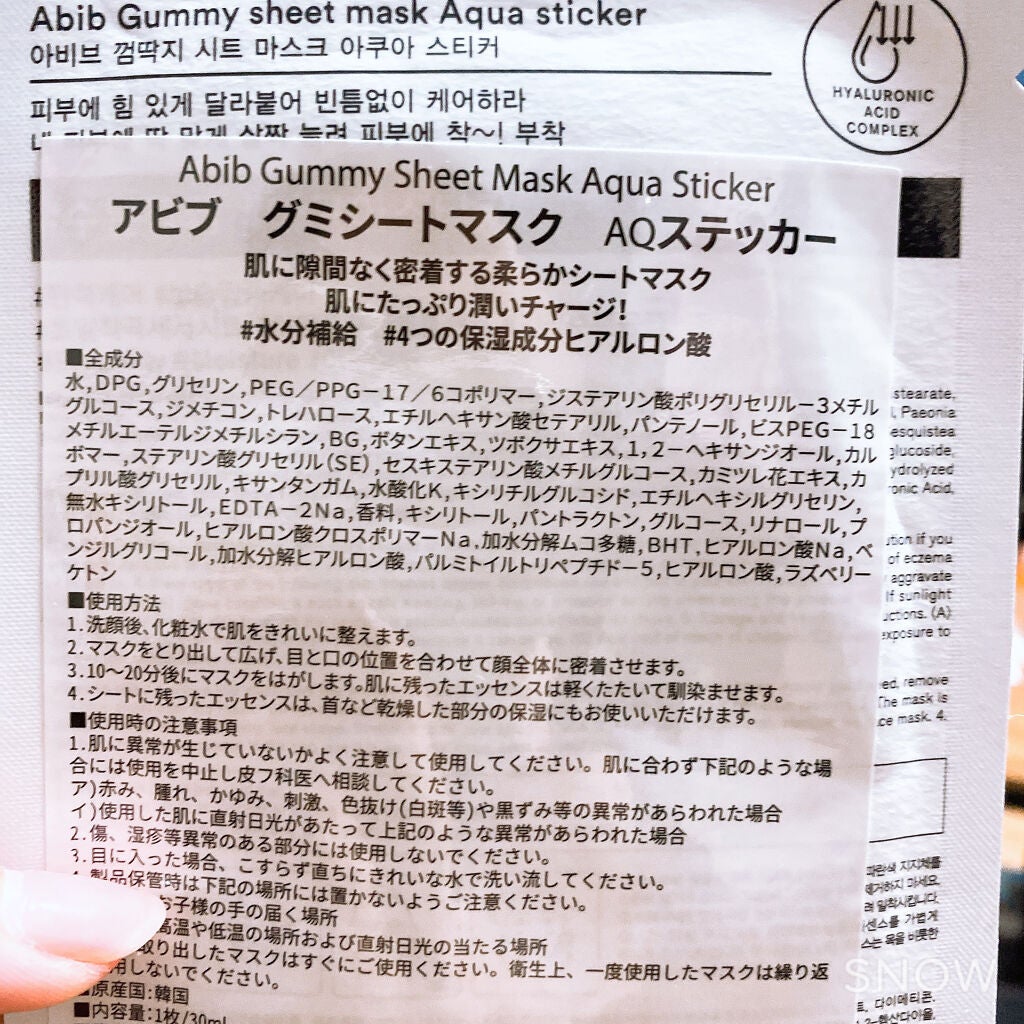 Abib Gummy sheet mask Aqua sticker
아비브 껌딱지 시트 마스크 아쿠아 스티커
피부에 힘 있게 달라붙어 빈틈없이 케어하라
HYALURONIC
ACID
COMPLEX
Abib Gummy Sheet Mask Aqua Sticker
アビブ グミシートマスク AQステッカー
肌に隙間なく密着する柔らかシートマスク
肌にたっぷり潤いチャージ!
#水分補給 #4つの保湿成分ヒアルロン酸
■全成分
水,DPG,グリセリン,PEG/PPG-17/6コポリマー,ジステアリン酸ポリグリセリル-3メチル
グルコース,ジメチコン,トレハロース,エチルヘキサン酸セテアリル,パンテノール,ビスPEG-18
メチルエーテルジメチルシラン,BG,ボタンエキス,ツボクサエキス,1,2-ヘキサンジオール,カル
ボマー,ステアリン酸グリセリル(SE),セスキステアリン酸メチルグルコース,カミツレ花エキス,カ
プリル酸グリセリル,キサンタンガム,水酸化K,キシリチルグルコシド,エチルヘキシルグリセリン,
無水キシリトール,EDTA-2Na,香料,キシリトール,パントラクトン,グルコース,リナロール,プ
ロパンジオール,ヒアルロン酸クロスポリマーNa,加水分解ムコ多糖,BHT,ヒアルロン酸Na,ベ
ンジルグリコール,加水分解ヒアルロン酸,パルミトイルトリペプチド-5,ヒアルロン酸,ラズベリー
ケトン
■使用方法
1.洗顔後、化粧水で肌をきれいに整えます。
2.マスクをとり出して広げ、目と口の位置を合わせて顔全体に密着させます。
3.10〜20分後にマスクをはがします。肌に残ったエッセンスは軽くたたいて馴染ませます。
4.シートに残ったエッセンスは、首など乾燥した部分の保湿にもお使いいただけます。
■使用時の注意事項
1.肌に異常が生じていないかよく注意して使用してください。肌に合わず下記のような場
合には使用を中止し皮フ科医へ相談してください。
ア)赤み、腫れ、かゆみ、刺激、色抜け(白斑等)や黒ずみ等の異常があらわれた場合
イ)使用した肌に直射日光があたって上記のような異常があらわれた場合
2.傷、湿疹等異常のある部分には使用しないでください。
3.目に入った場合、こすらず直ちにきれいな水で洗い流してください。
製品保管時は下記の場所には置かないようご注意ください。
お子様の手の届く場所
高温や低温の場所および直射日光の当たる場所
取り出したマスクはすぐにご使用ください。衛生上、一度使用したマスクは繰り返
用しないでください。
■原産国:韓国
■内容量:1枚/30ml
stearate,
Paeonia
glucoside,
Acid,
if you
of eczema
aggravate
If sunlight
(A)
exposure to
remove
The mask is
mask. 4.
SNOW